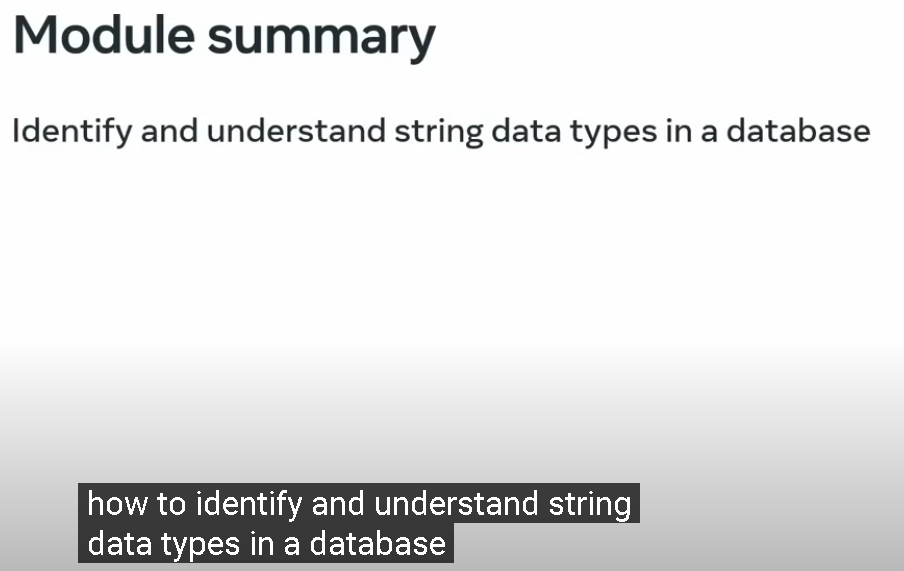 Module summary
Identify and understand string data types in a database
how to identify and understand string
data types in a database